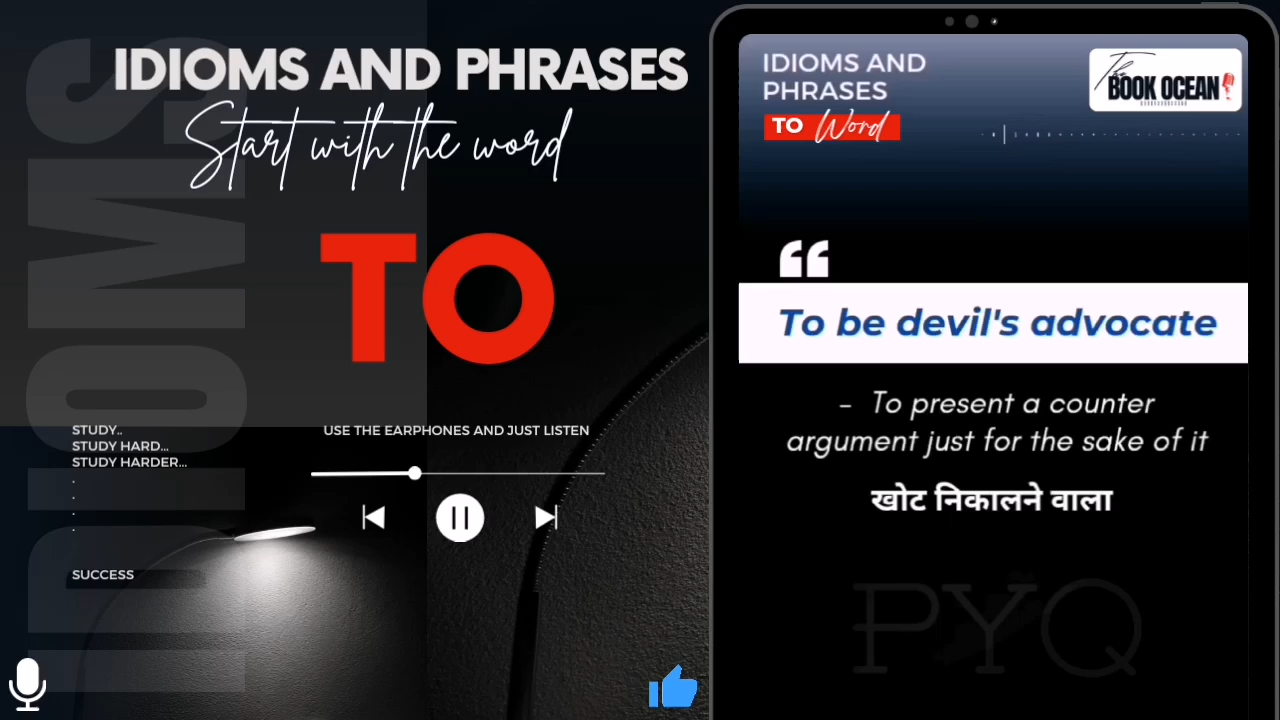 IDIOMS AND PHRASES
Start with the word
TO
IDIOMS
STUDY..
STUDY HARD...
STUDY HARDER...
.
.
.
.
SUCCESS
USE THE EARPHONES AND JUST LISTEN
IDIOMS AND
PHRASES
TO Word
The
BOOK OCEAN
To be devil's advocate
- To present a counter
argument just for the sake of it
खोट निकालने वाला
PYQ